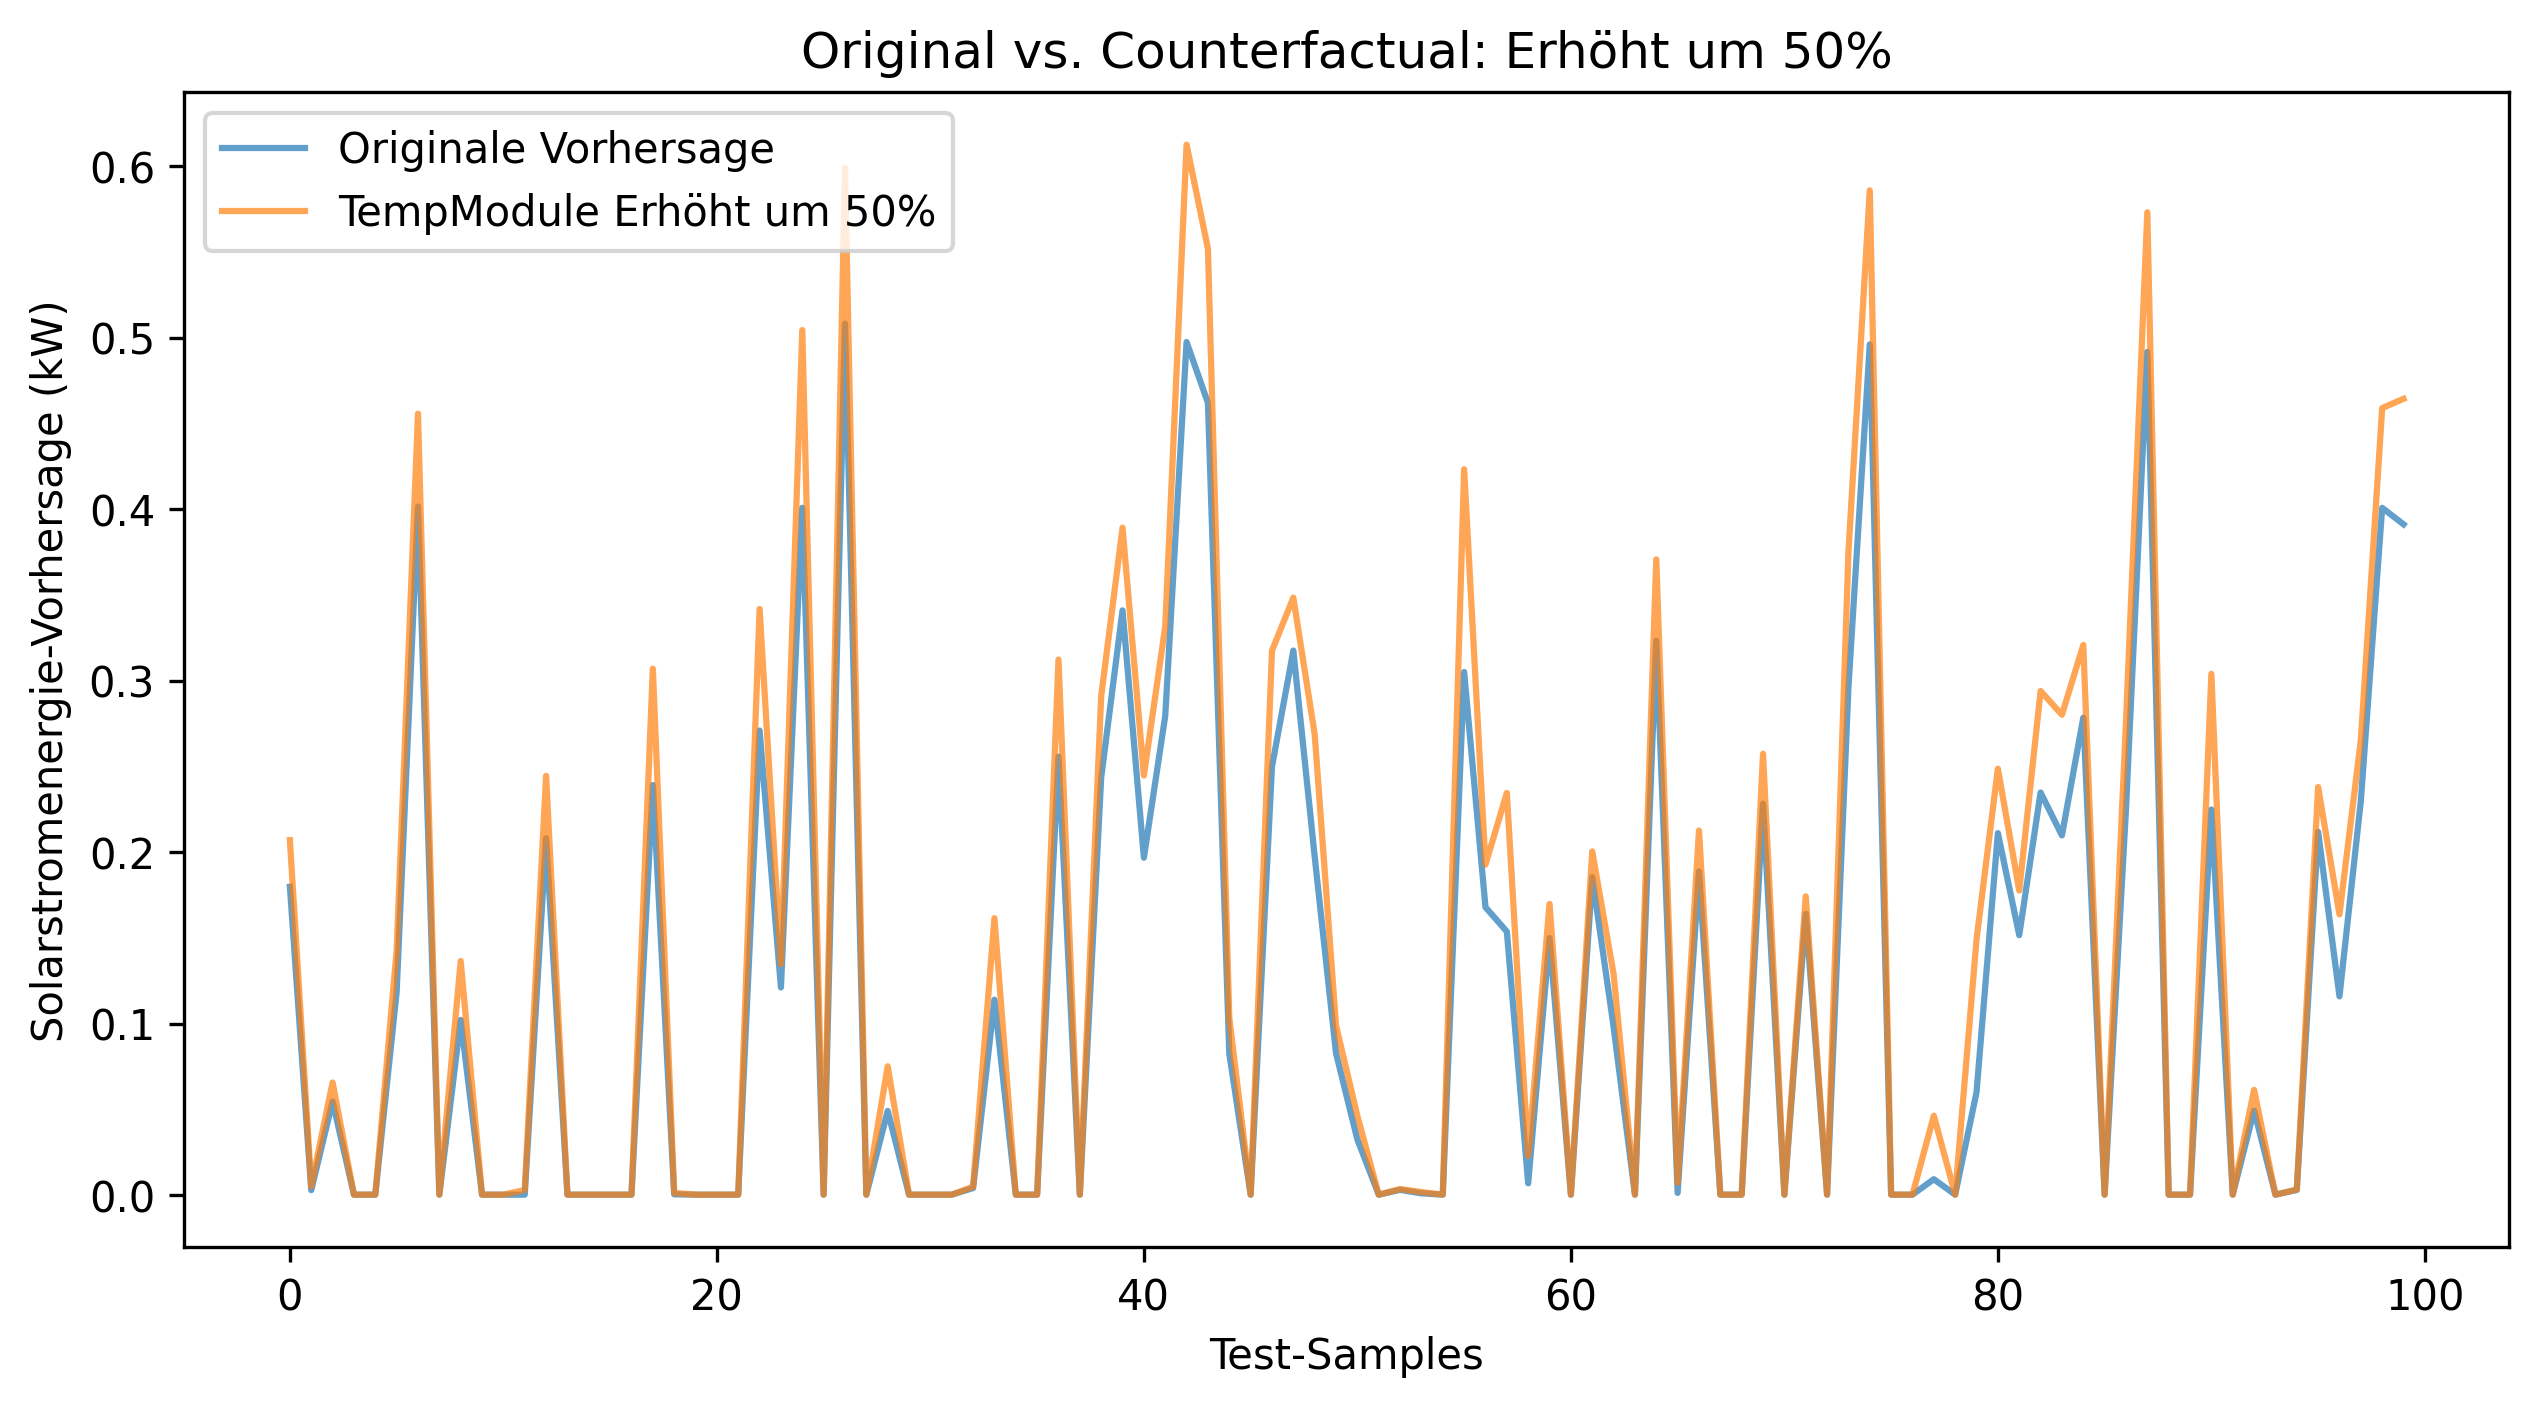 Original vs. Counterfactual: Erhöht um 50%
Originale Vorhersage
TempModule Erhöht um 50%
Solarstromenergie-Vorhersage (kW)
0.6
0.5
0.4
0.3
0.2
0.1
0.0
0 20 40 60 80 100
Test-Samples